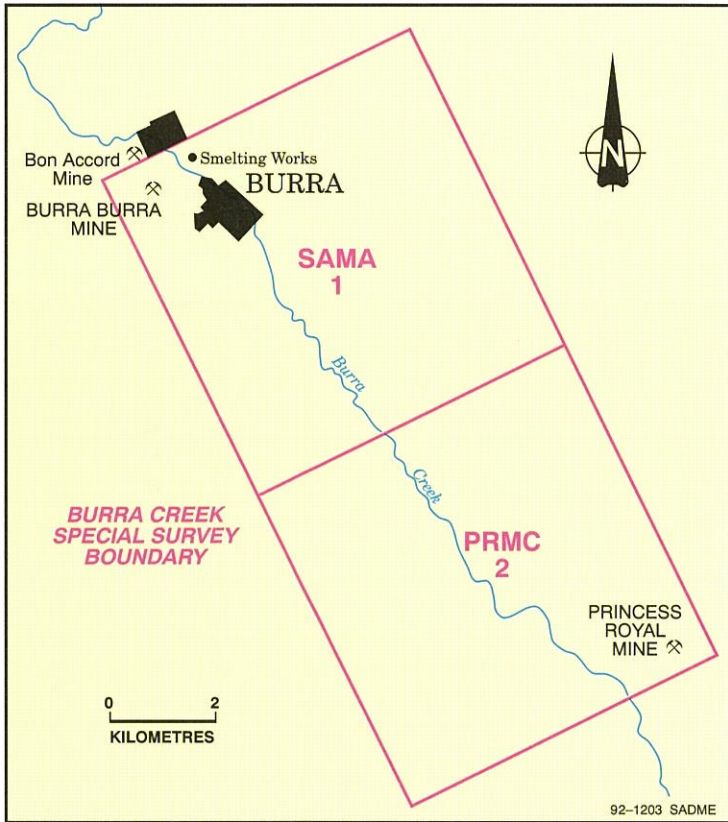 N
Bon Accord
Mine
Smelting Works
BURRA
BURRA BURRA
MINE
SAMA
1
Burra
Creek
BURRA CREEK
SPECIAL SURVEY
BOUNDARY
PRMC
2
PRINCESS
ROYAL
MINE
0 2
KILOMETRES
92–1203 SADME